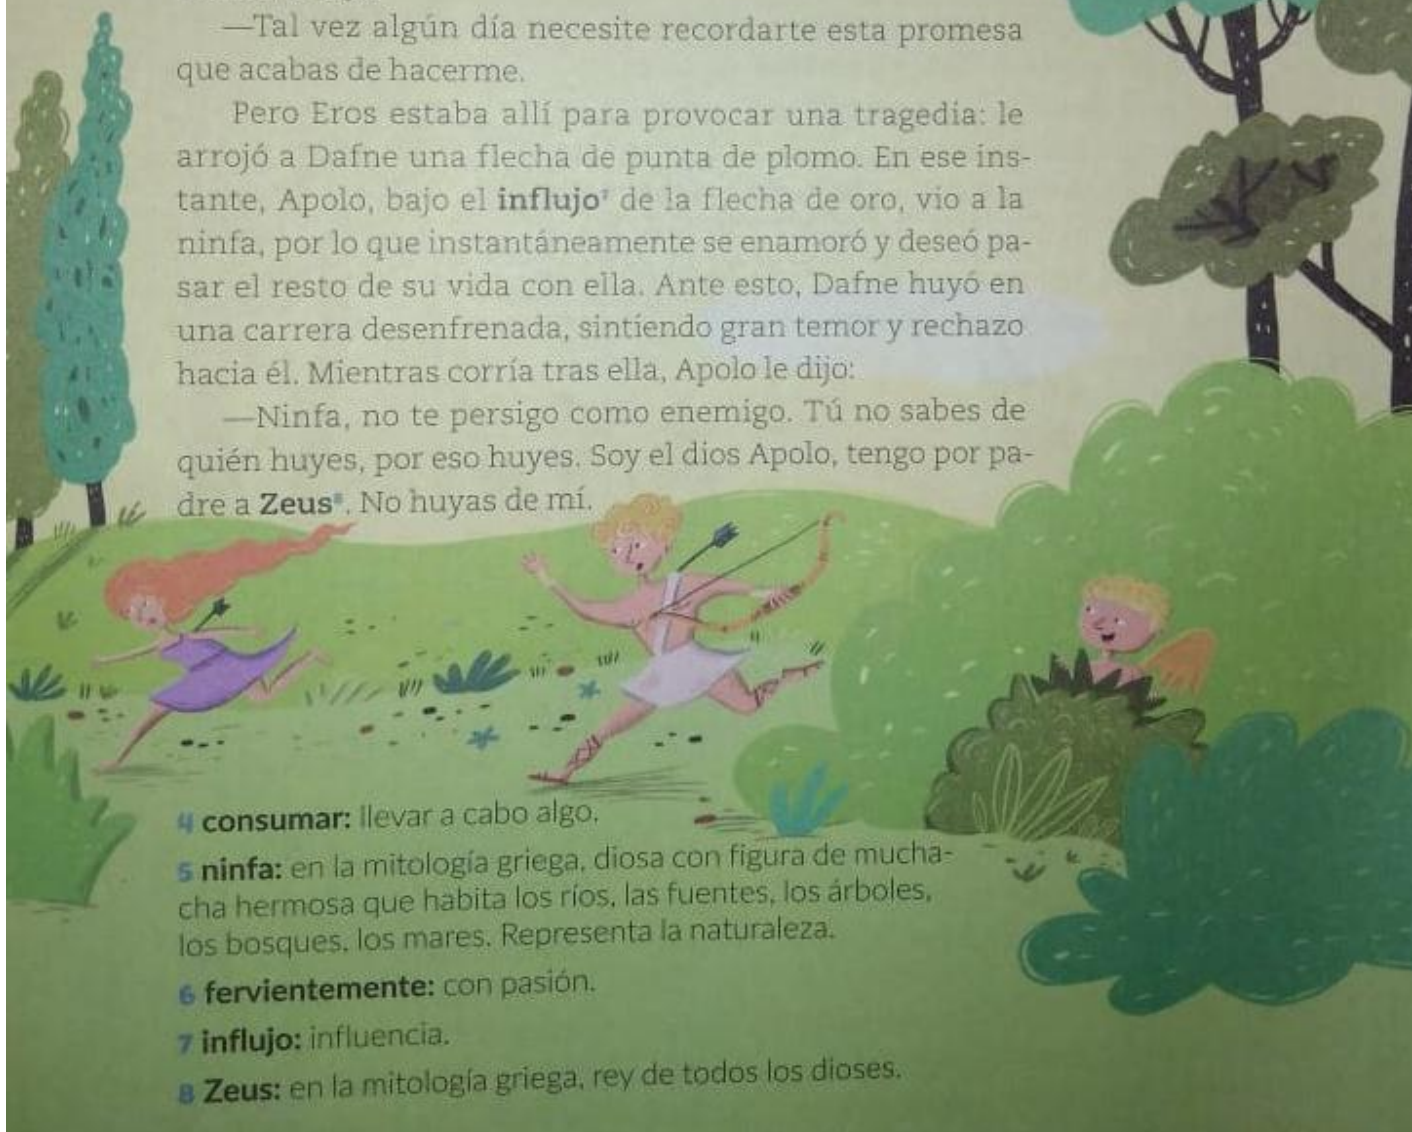 —Tal vez algún día necesite recordarte esta promesa
que acabas de hacerme.
Pero Eros estaba allí para provocar una tragedia: le
arrojó a Dafne una flecha de punta de plomo. En ese ins-
tante, Apolo, bajo el influjo⁷ de la flecha de oro, vio a la
ninfa, por lo que instantáneamente se enamoró y deseó pa-
sar el resto de su vida con ella. Ante esto, Dafne huyó en
una carrera desenfrenada, sintiendo gran temor y rechazo
hacia él. Mientras corría tras ella, Apolo le dijo:
—Ninfa, no te persigo como enemigo. Tú no sabes de
quién huyes, por eso huyes. Soy el dios Apolo, tengo por pa-
dre a Zeus⁸. No huyas de mí.
4 consumar: llevar a cabo algo.
5 ninfa: en la mitología griega, diosa con figura de mucha-
cha hermosa que habita los ríos, las fuentes, los árboles,
los bosques, los mares. Representa la naturaleza.
6 fervientemente: con pasión.
7 influjo: influencia.
8 Zeus: en la mitología griega, rey de todos los dioses.